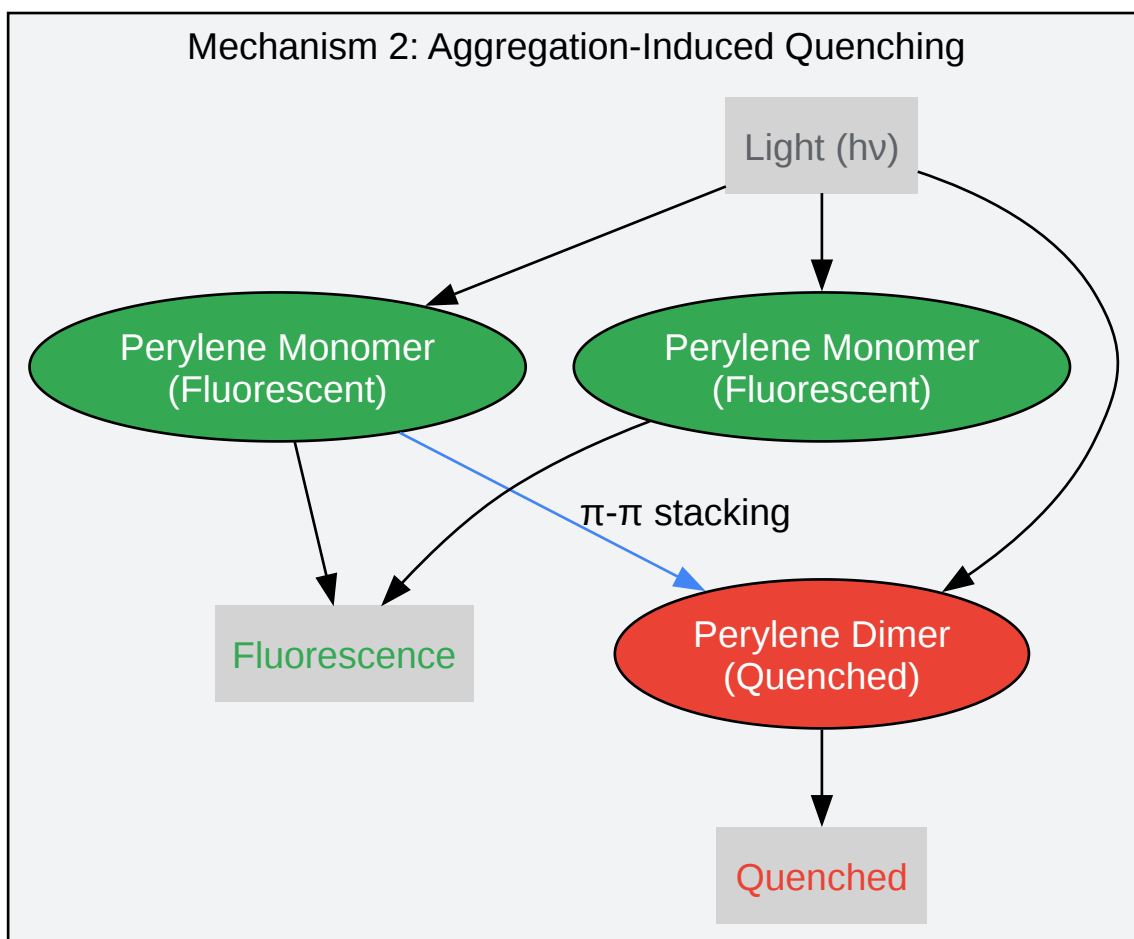 Mechanism 2: Aggregation-Induced Quenching
Light (hν)
Perylene Monomer
(Fluorescent)
Perylene Monomer
(Fluorescent)
π-π stacking
Fluorescence
Perylene Dimer
(Quenched)
Quenched